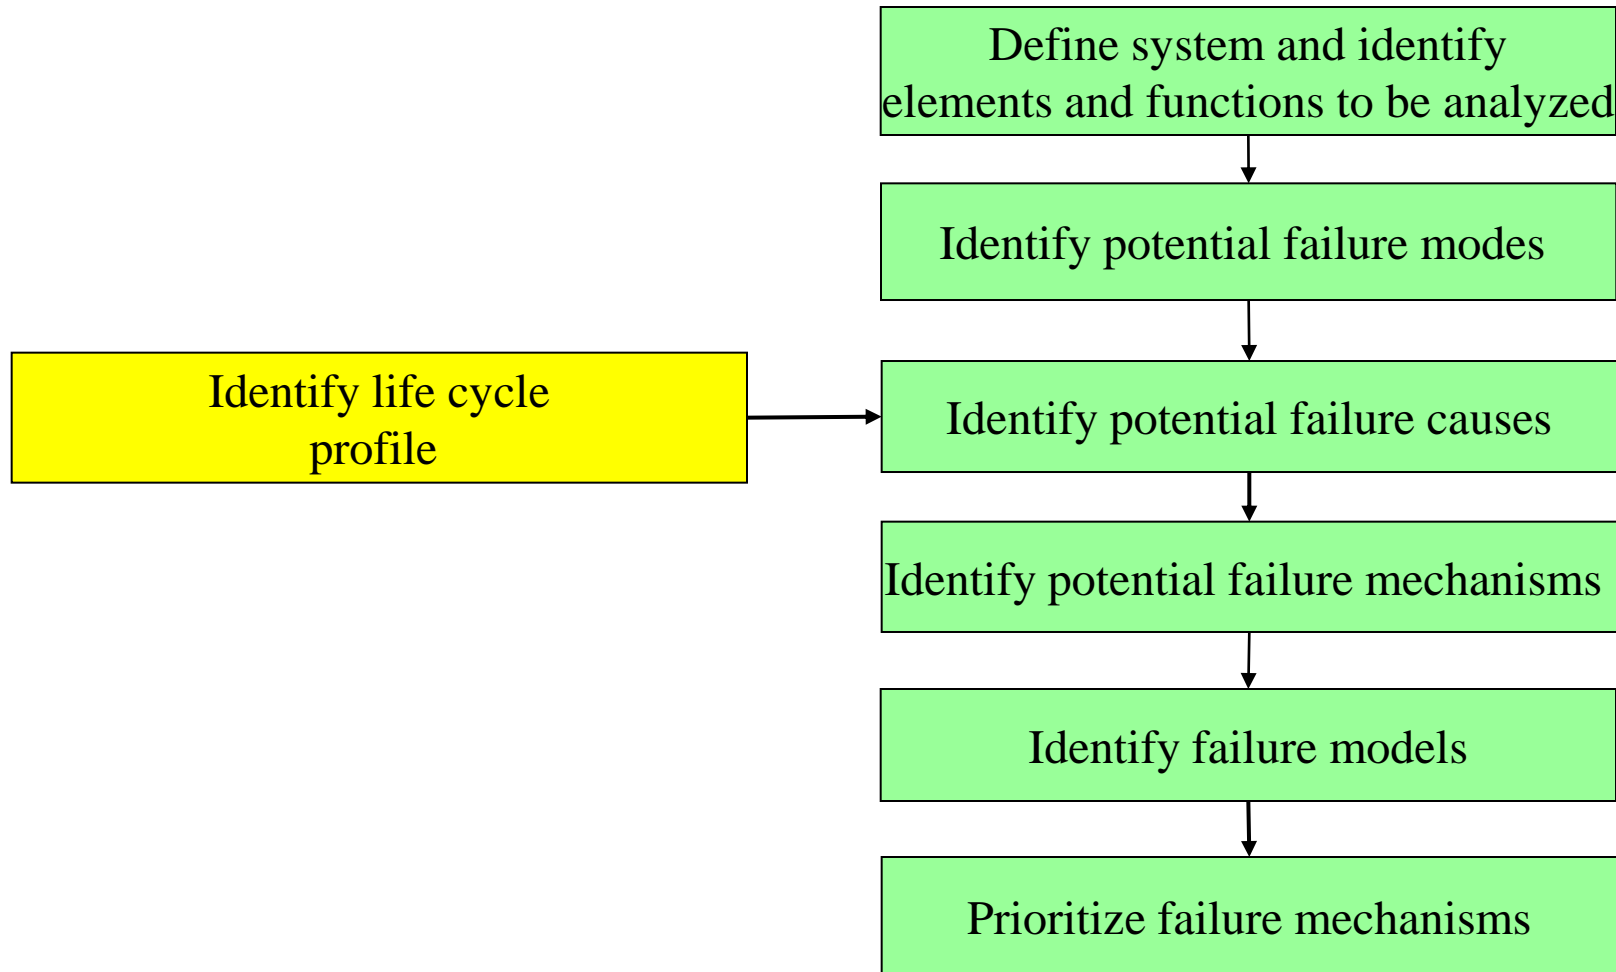 Define system and identify
elements and functions to be analyzed
Identify potential failure modes
Identify life cycle
profile
Identify potential failure causes
Identify potential failure mechanisms
Identify failure models
Prioritize failure mechanisms